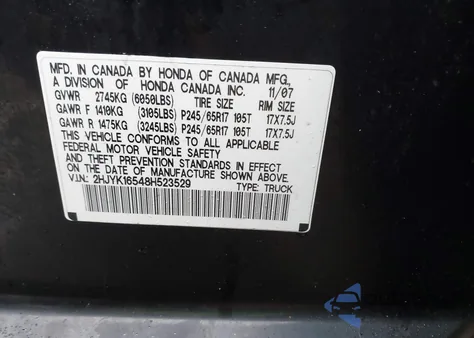 MFD. IN CANADA BY HONDA OF CANADA MFG.,
A DIVISION OF HONDA CANADA INC. 11/07
GVWR 2745KG (6050LBS) TIRE SIZE RIM SIZE
GAWR F 1410KG (3105LBS) P245/65R17 105T 17X7.5J
GAWR R 1475KG (3245LBS) P245/65R17 105T 17X7.5J
THIS VEHICLE CONFORMS TO ALL APPLICABLE
FEDERAL MOTOR VEHICLE SAFETY
AND THEFT PREVENTION STANDARDS IN EFFECT
ON THE DATE OF MANUFACTURE SHOWN ABOVE.
V.I.N.: 2HJYK16548H523529 TYPE: TRUCK